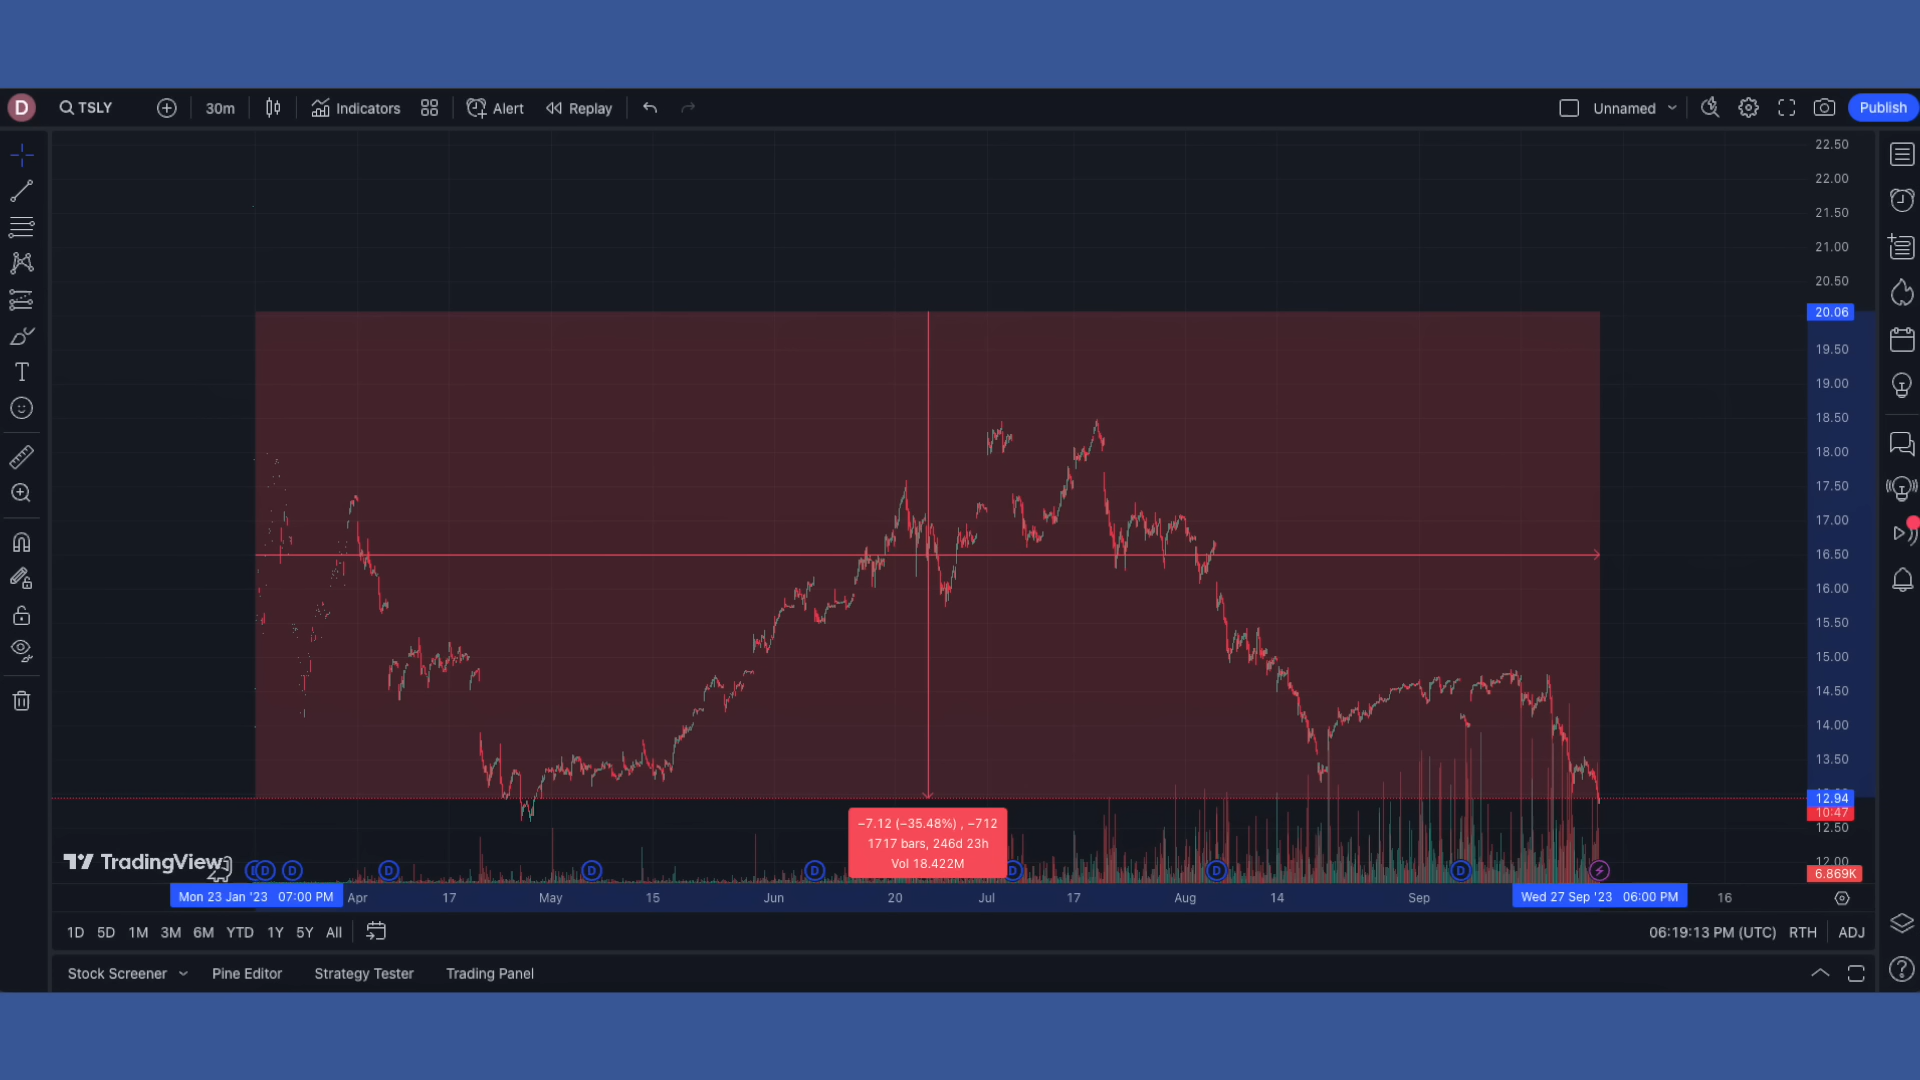 D TSLY 30m Indicators Alert Replay Unnamed Publish
22.50
22.00
21.50
21.00
20.50
20.06
19.50
19.00
18.50
18.00
17.50
17.00
16.50
16.00
15.50
15.00
14.50
14.00
13.50
12.94
10:47
12.50
12.00
6.869K
−7.12 (−35.48%) , −712
1717 bars, 246d 23h
Vol 18.422M
TradingView
D D D D D D D D
Mon 23 Jan '23 07:00 PM Apr 17 May 15 Jun 20 Jul 17 Aug 14 Sep Wed 27 Sep '23 06:00 PM 16
1D 5D 1M 3M 6M YTD 1Y 5Y All 06:19:13 PM (UTC) RTH ADJ
Stock Screener Pine Editor Strategy Tester Trading Panel